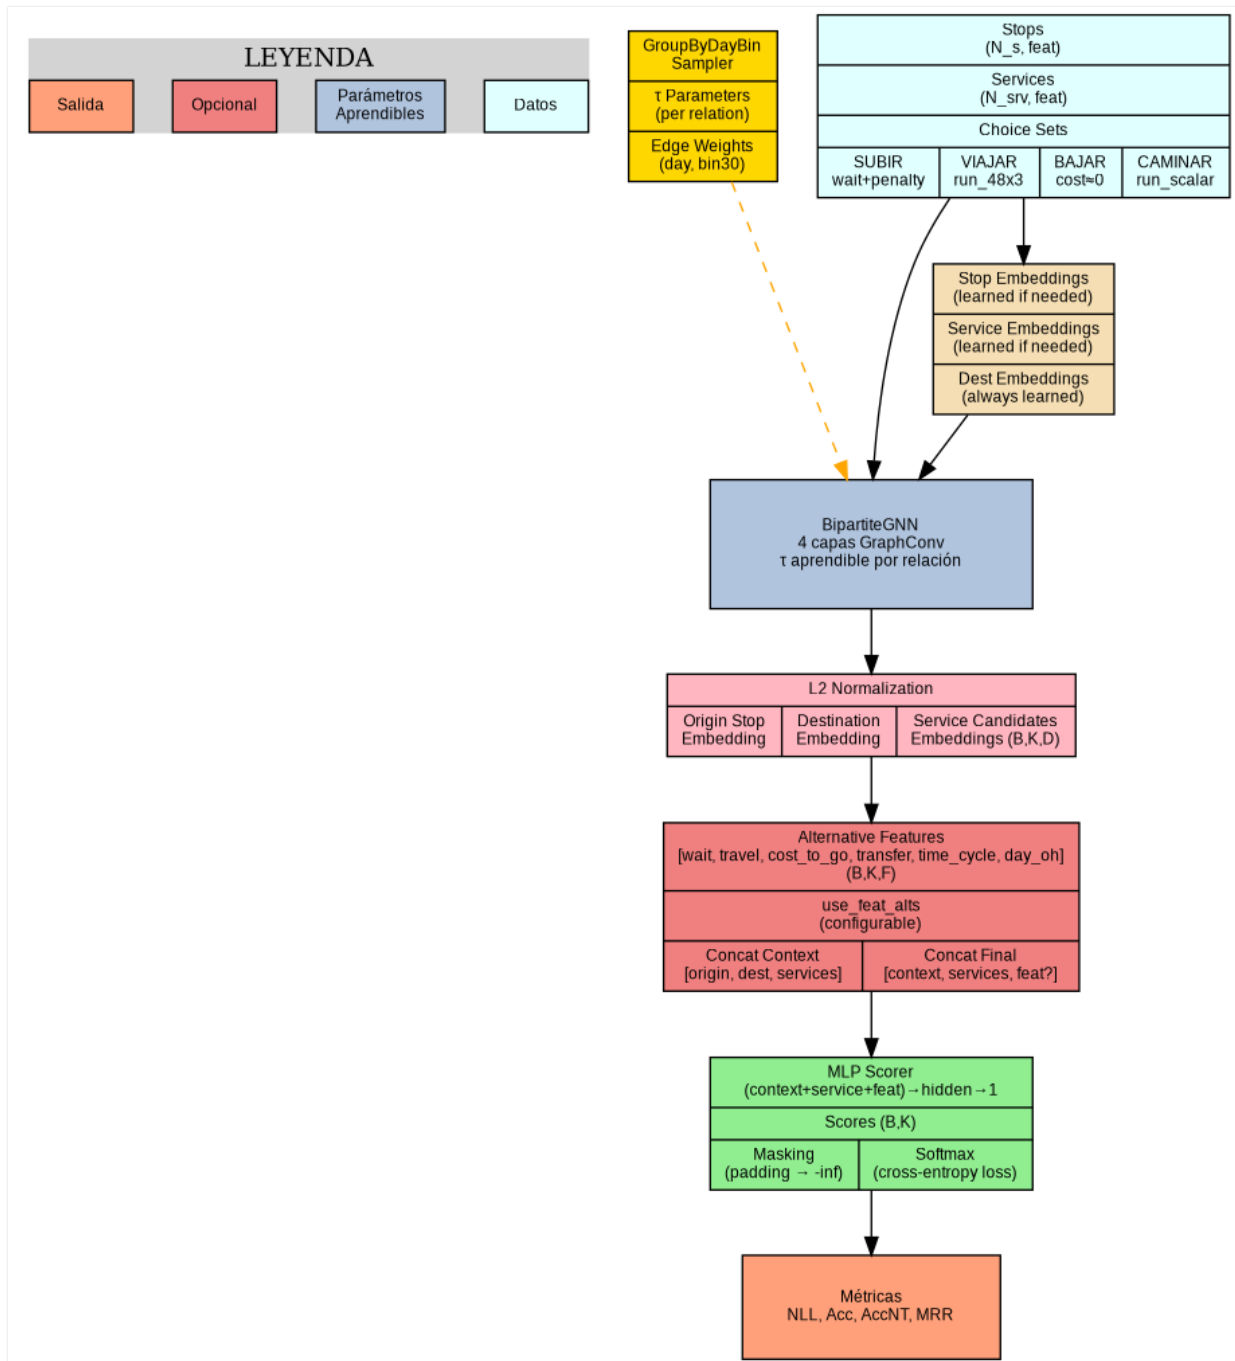 LEYENDA
Salida
Opcional
Parámetros
Aprendibles
Datos
GroupByDayBin
Sampler
τ Parameters
(per relation)
Edge Weights
(day, bin30)
Stops
(N_s, feat)
Services
(N_srv, feat)
Choice Sets
SUBIR
wait+penalty
VIAJAR
run_48x3
BAJAR
cost≈0
CAMINAR
run_scalar
Stop Embeddings
(learned if needed)
Service Embeddings
(learned if needed)
Dest Embeddings
(always learned)
BipartiteGNN
4 capas GraphConv
τ aprendible por relación
L2 Normalization
Origin Stop
Embedding
Destination
Embedding
Service Candidates
Embeddings (B,K,D)
Alternative Features
[wait, travel, cost_to_go, transfer, time_cycle, day_oh]
(B,K,F)
use_feat_alts
(configurable)
Concat Context
[origin, dest, services]
Concat Final
[context, services, feat?]
MLP Scorer
(context+service+feat)→hidden→1
Scores (B,K)
Masking
(padding → -inf)
Softmax
(cross-entropy loss)
Métricas
NLL, Acc, AccNT, MRR